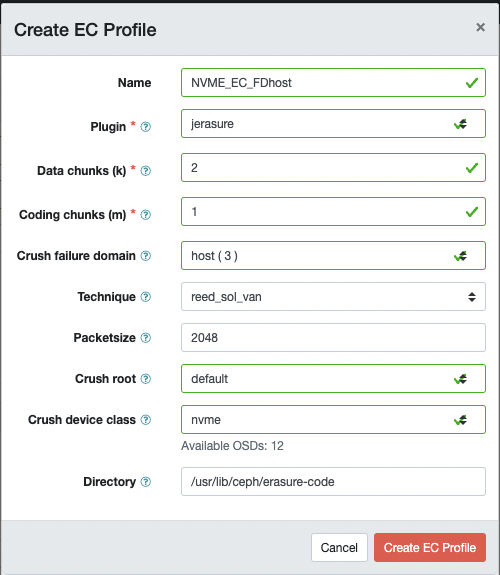 Create EC Profile ×
Name NVME_EC_FDhost
Plugin * ? jerasure
Data chunks (k) * ? 2
Coding chunks (m) * ? 1
Crush failure domain ? host ( 3 )
Technique ? reed_sol_van
Packetsize ? 2048
Crush root ? default
Crush device class ? nvme
Available OSDs: 12
Directory ? /usr/lib/ceph/erasure-code
Cancel Create EC Profile